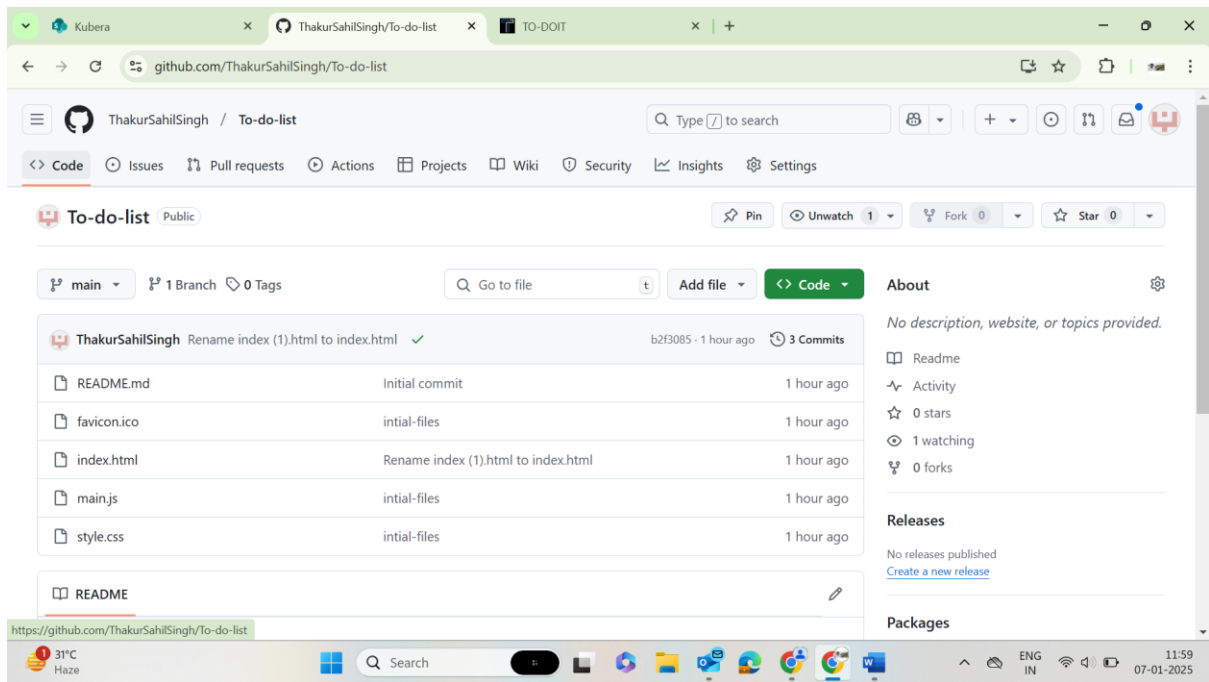 Kubera
ThakurSahilSingh/To-do-list
TO-DOIT
github.com/ThakurSahilSingh/To-do-list
ThakurSahilSingh / To-do-list
Type / to search
Code Issues Pull requests Actions Projects Wiki Security Insights Settings
To-do-list Public
Pin Unwatch 1 Fork 0 Star 0
main 1 Branch 0 Tags Go to file t Add file Code
ThakurSahilSingh Rename index (1).html to index.html b2f3085 · 1 hour ago 3 Commits
README.md Initial commit 1 hour ago
favicon.ico intial-files 1 hour ago
index.html Rename index (1).html to index.html 1 hour ago
main.js intial-files 1 hour ago
style.css intial-files 1 hour ago
README
About
No description, website, or topics provided.
Readme
Activity
0 stars
1 watching
0 forks
Releases
No releases published
Create a new release
Packages
https://github.com/ThakurSahilSingh/To-do-list
1
31°C
Haze
Search
ENG
IN
11:59
07-01-2025